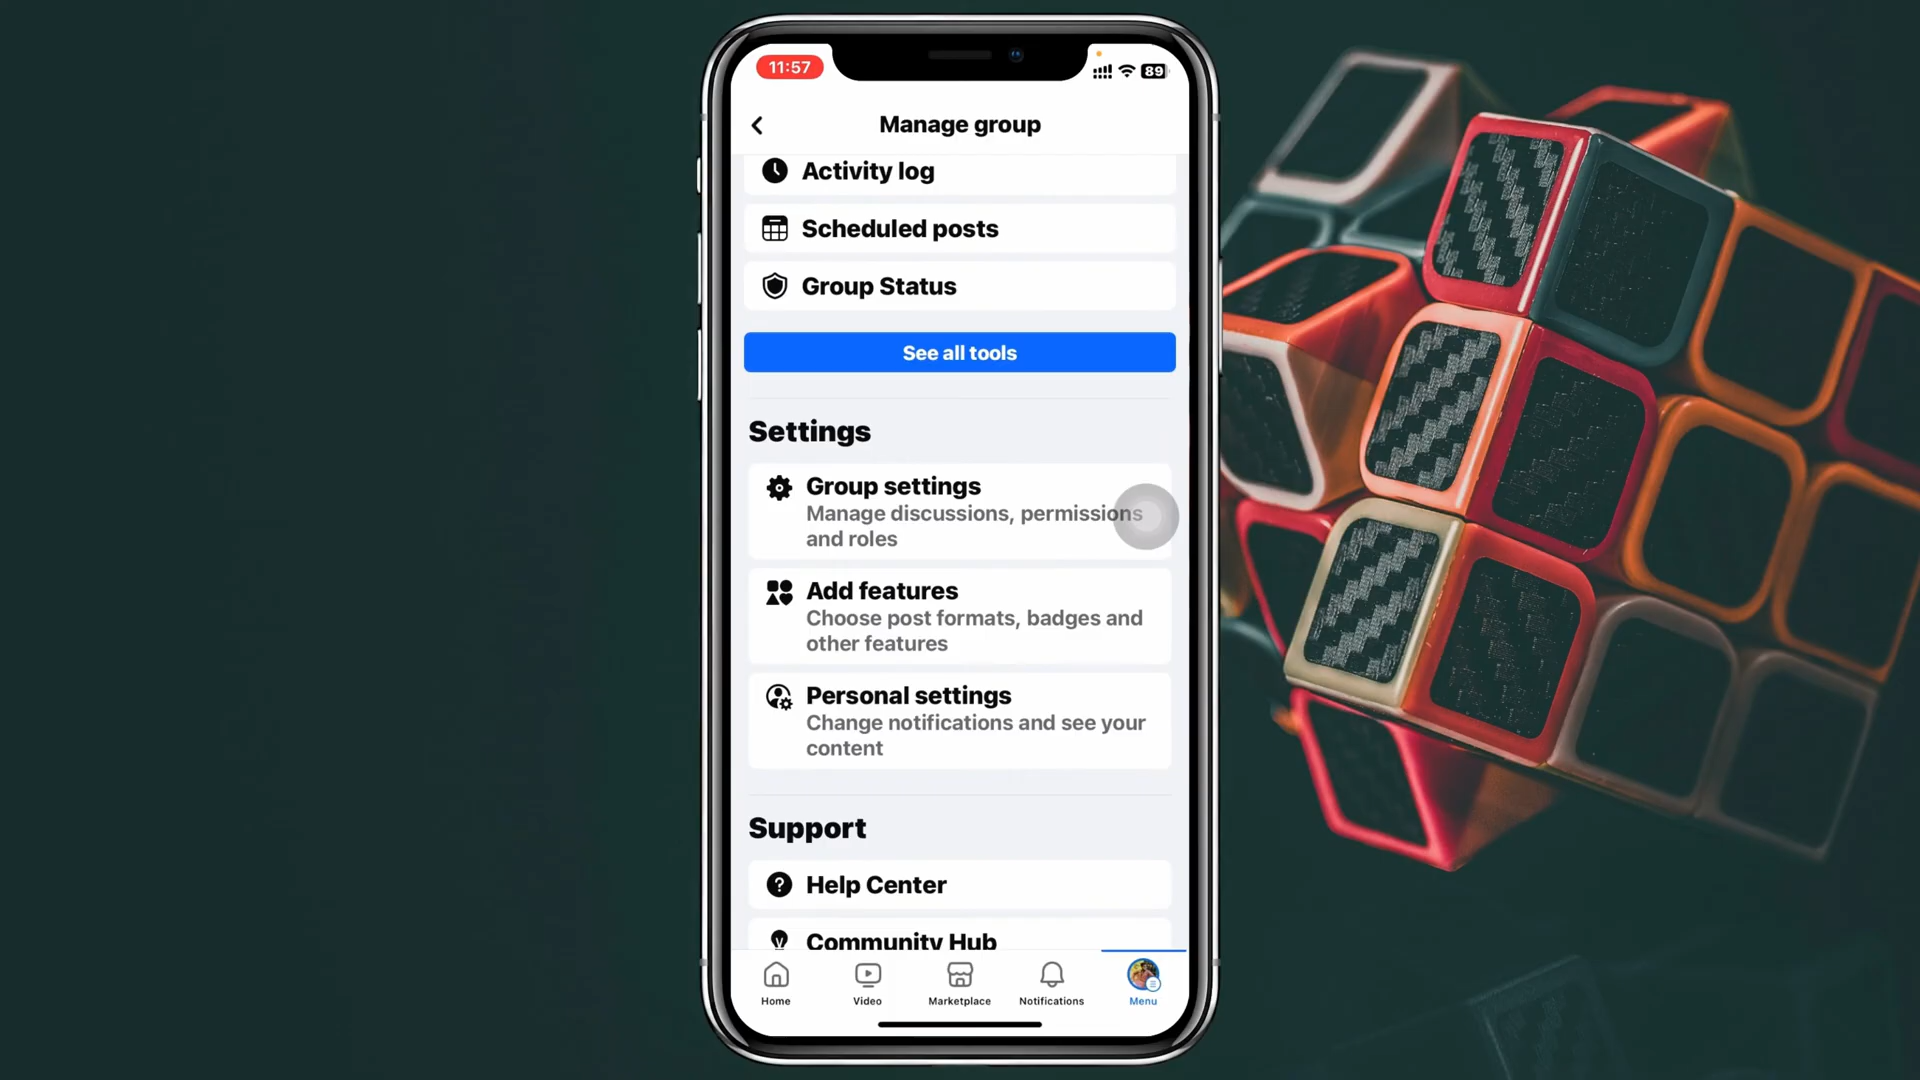 11:57
89
Manage group
Activity log
Scheduled posts
Group Status
See all tools
Settings
Group settings
Manage discussions, permissions
and roles
Add features
Choose post formats, badges and
other features
Personal settings
Change notifications and see your
content
Support
Help Center
Community Hub
Home
Video
Marketplace
Notifications
Menu